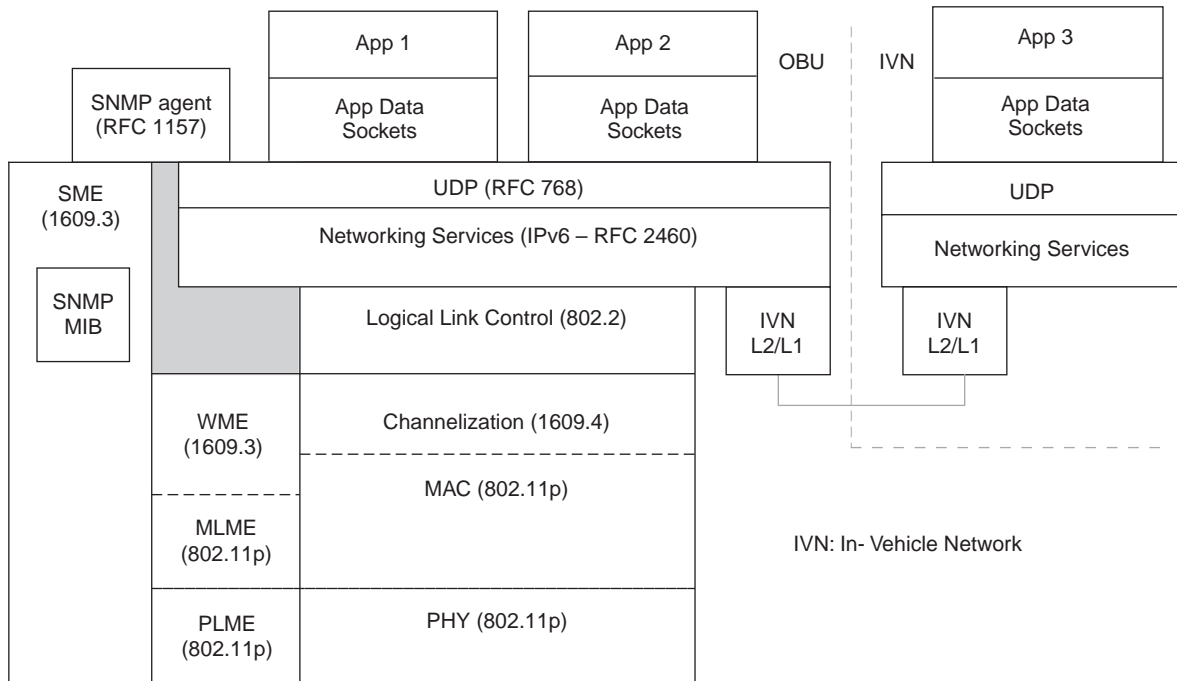 App 1
App 2
OBU
IVN
App 3
SNMP agent
(RFC 1157)
App Data
Sockets
App Data
Sockets
App Data
Sockets
SME
(1609.3)
UDP (RFC 768)
UDP
Networking Services (IPv6 – RFC 2460)
Networking Services
SNMP
MIB
Logical Link Control (802.2)
IVN
L2/L1
IVN
L2/L1
WME
(1609.3)
Channelization (1609.4)
MAC (802.11p)
MLME
(802.11p)
IVN: In- Vehicle Network
PLME
(802.11p)
PHY (802.11p)